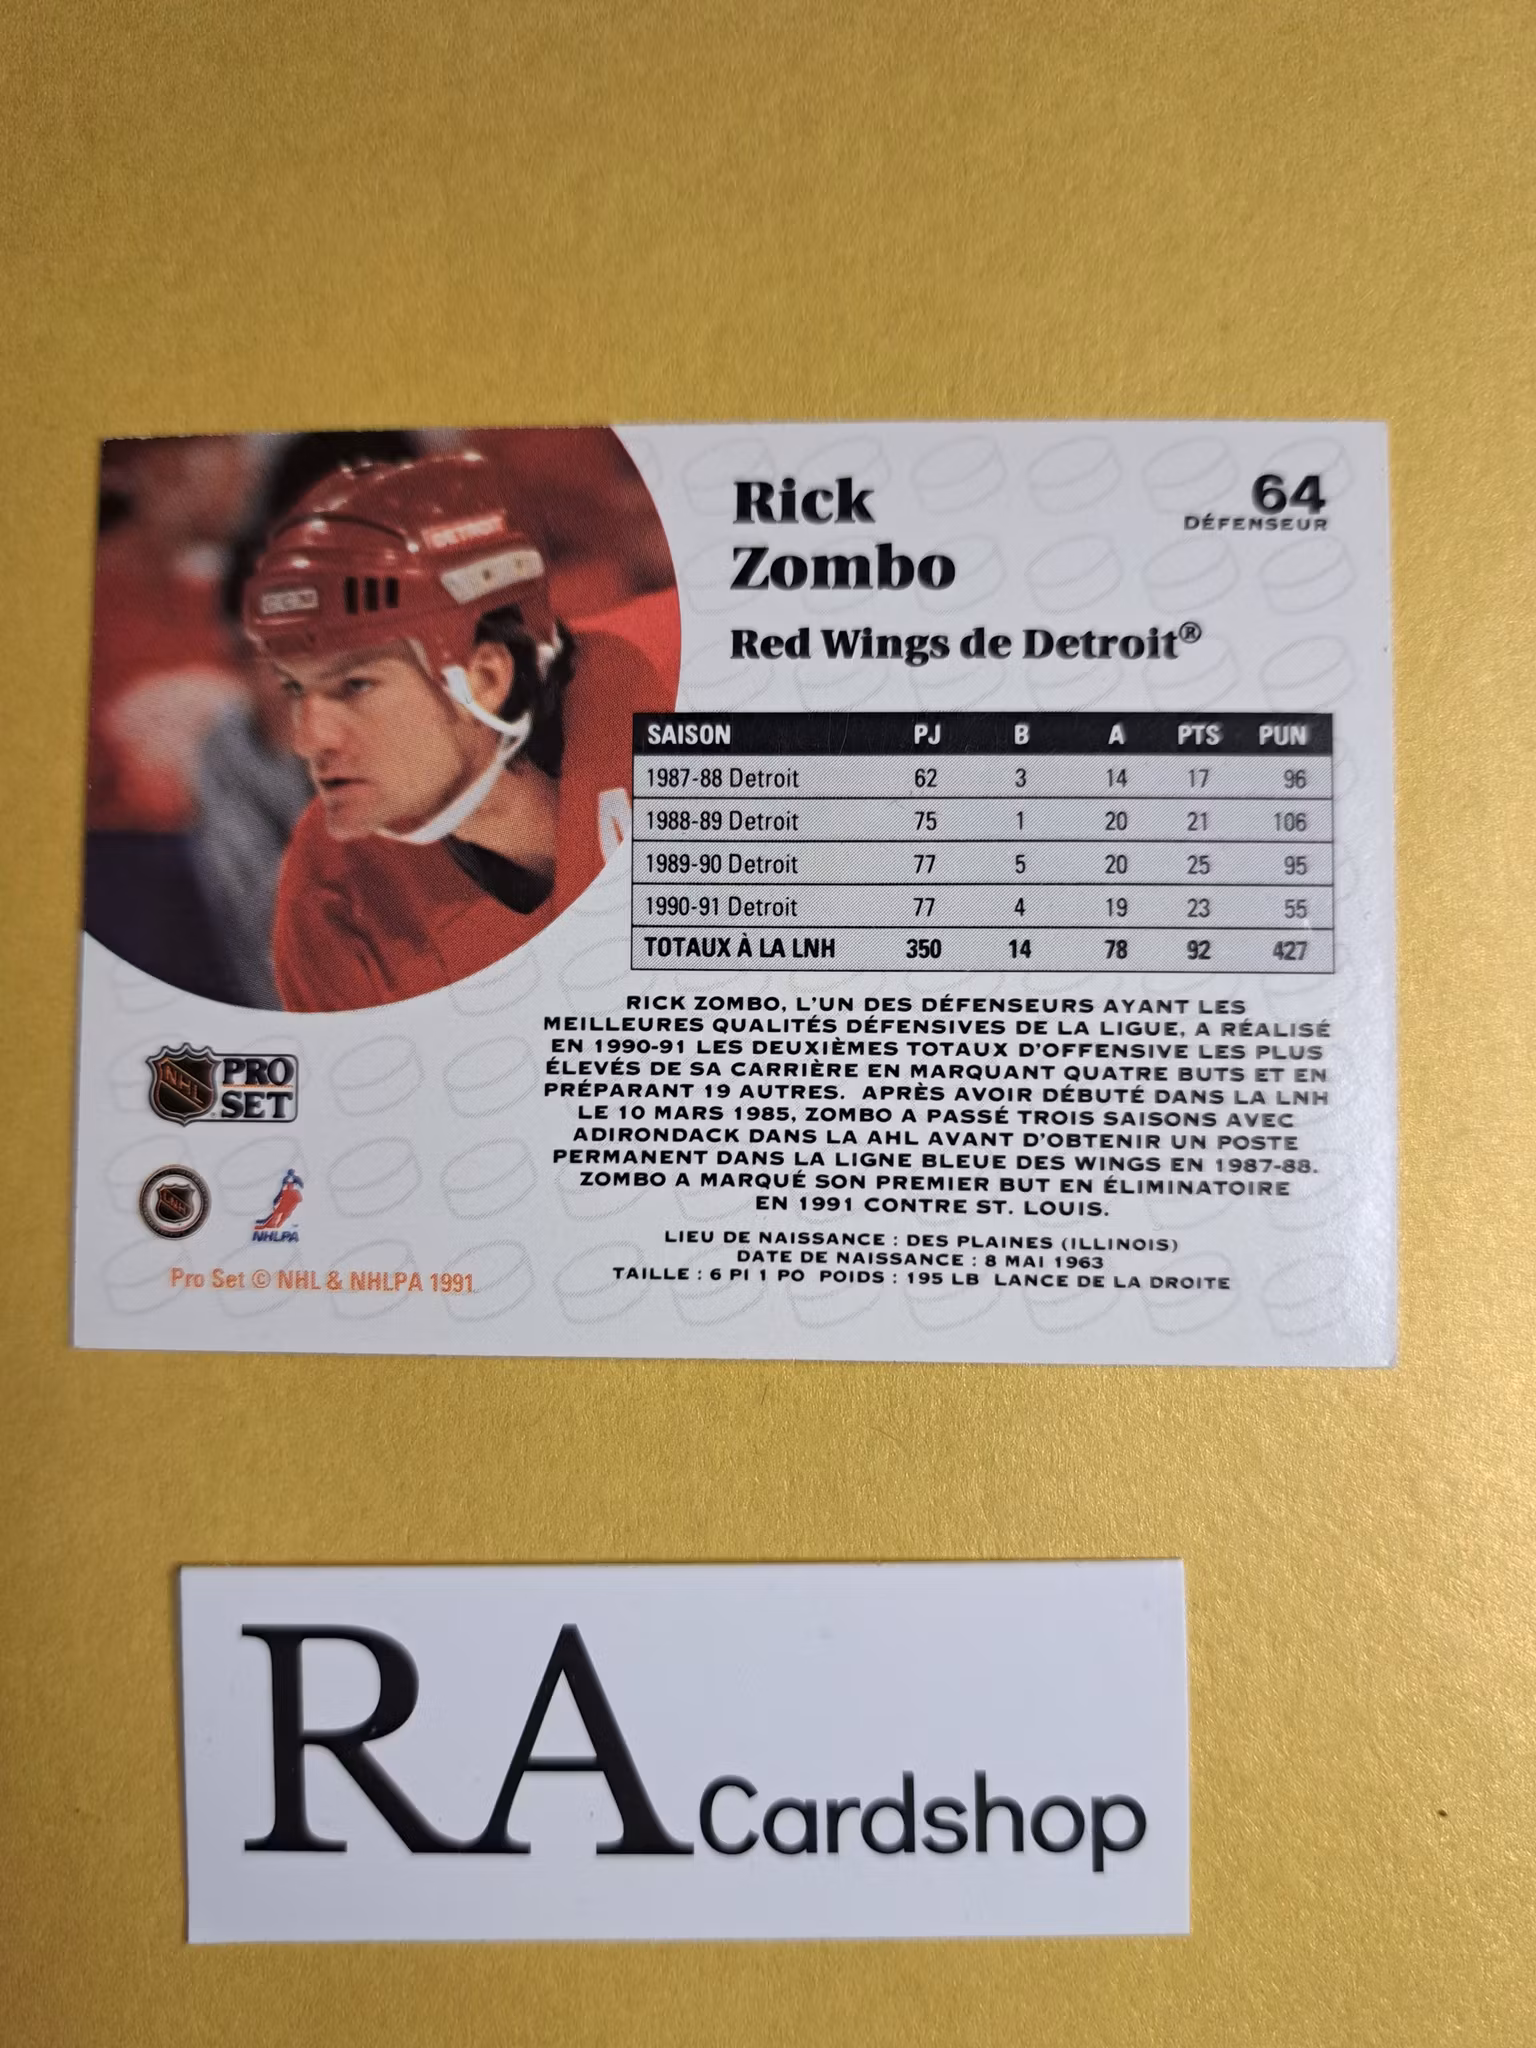 Rick
Zombo
64
DÉFENSEUR
Red Wings de Detroit®
DETROIT
CCM
SAISON PJ B A PTS PUN
1987-88 Detroit 62 3 14 17 96
1988-89 Detroit 75 1 20 21 106
1989-90 Detroit 77 5 20 25 95
1990-91 Detroit 77 4 19 23 55
TOTAUX À LA LNH 350 14 78 92 427
RICK ZOMBO, L'UN DES DÉFENSEURS AYANT LES
MEILLEURES QUALITÉS DÉFENSIVES DE LA LIGUE, A RÉALISÉ
EN 1990-91 LES DEUXIÈMES TOTAUX D'OFFENSIVE LES PLUS
ÉLEVÉS DE SA CARRIÈRE EN MARQUANT QUATRE BUTS ET EN
PRÉPARANT 19 AUTRES. APRÈS AVOIR DÉBUTÉ DANS LA LNH
LE 10 MARS 1985, ZOMBO A PASSÉ TROIS SAISONS AVEC
ADIRONDACK DANS LA AHL AVANT D'OBTENIR UN POSTE
PERMANENT DANS LA LIGNE BLEUE DES WINGS EN 1987-88.
ZOMBO A MARQUÉ SON PREMIER BUT EN ÉLIMINATOIRE
EN 1991 CONTRE ST. LOUIS.
LIEU DE NAISSANCE : DES PLAINES (ILLINOIS)
DATE DE NAISSANCE : 8 MAI 1963
TAILLE : 6 PI 1 PO POIDS : 195 LB LANCE DE LA DROITE
NHL PRO
SET
LNH
NHLPA
Pro Set © NHL & NHLPA 1991
RA Cardshop